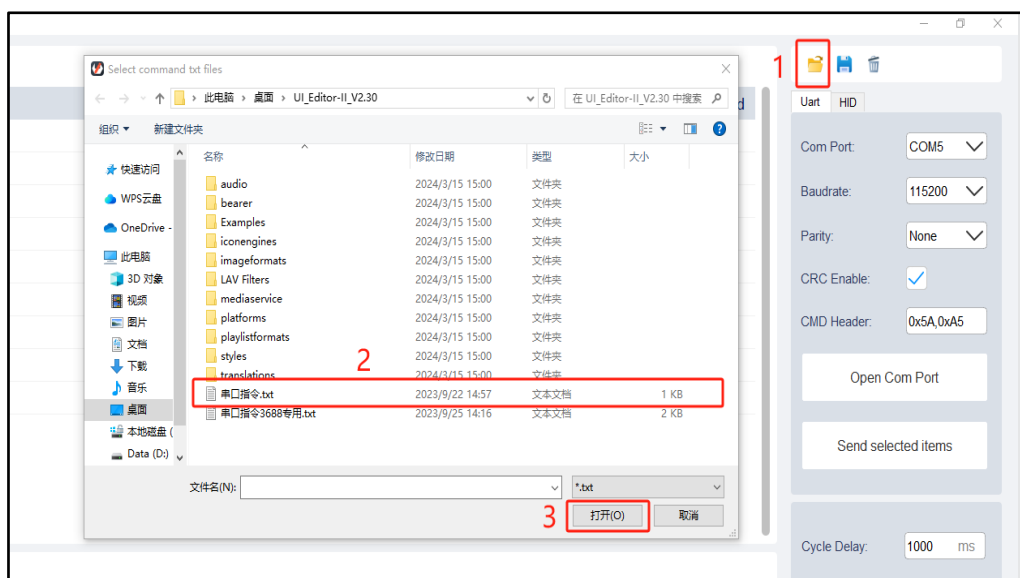 Select command txt files
1
此电脑 › 桌面 › UI_Editor-II_V2.30
在 UI_Editor-II_V2.30 中搜索
d
组织
新建文件夹
名称 修改日期 类型 大小
快速访问
WPS云盘
OneDrive -
此电脑
3D 对象
视频
图片
文档
下载
音乐
桌面
本地磁盘 (
Data (D:)
audio 2024/3/15 15:00 文件夹
bearer 2024/3/15 15:00 文件夹
Examples 2024/3/15 15:00 文件夹
iconengines 2024/3/15 15:00 文件夹
imageformats 2024/3/15 15:00 文件夹
LAV Filters 2024/3/15 15:00 文件夹
mediaservice 2024/3/15 15:00 文件夹
platforms 2024/3/15 15:00 文件夹
playlistformats 2024/3/15 15:00 文件夹
styles 2024/3/15 15:00 文件夹
translations 2024/3/15 15:00 文件夹
2
串口指令.txt 2023/9/22 14:57 文本文档 1 KB
串口指令3688专用.txt 2023/9/25 14:16 文本文档 2 KB
文件名(N):
*.txt
3
打开(O)
取消
Uart HID
Com Port: COM5
Baudrate: 115200
Parity: None
CRC Enable:
CMD Header: 0x5A,0xA5
Open Com Port
Send selected items
Cycle Delay: 1000 ms